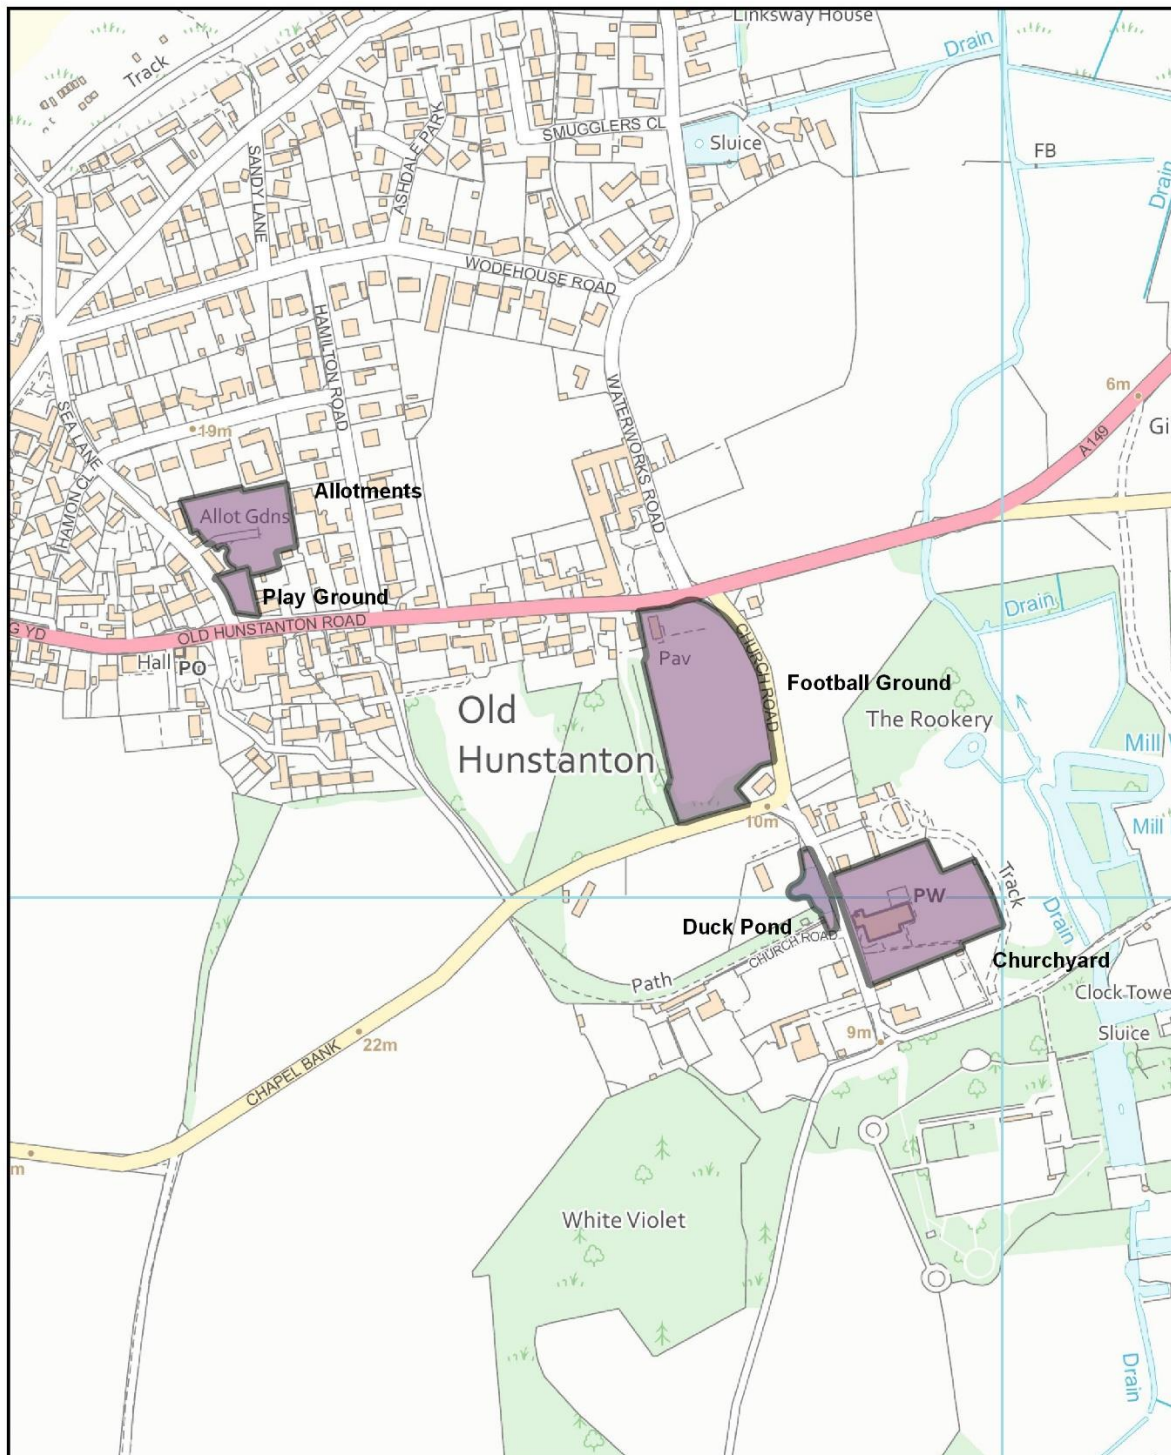 Linksway House
Drain
Track
SMUGGLERS CL
ASHDALE PARK
SANDY LANE
Sluice
FB
Drain
WODEHOUSE ROAD
HAMILTON ROAD
WATERWORKS ROAD
6m
SEA LANE
19m
Gi
A149
HAMON CL
Allotments
Allot Gdns
Play Ground
Drain
G YD
OLD HUNSTANTON ROAD
Hall
PO
Pav
CHURCH ROAD
Football Ground
Old
Hunstanton
The Rookery
Mill
10m
Mill
Track
PW
Drain
Duck Pond
CHURCH ROAD
Churchyard
Path
Clock Towe
Sluice
9m
22m
CHAPEL BANK
m
White Violet
Drain